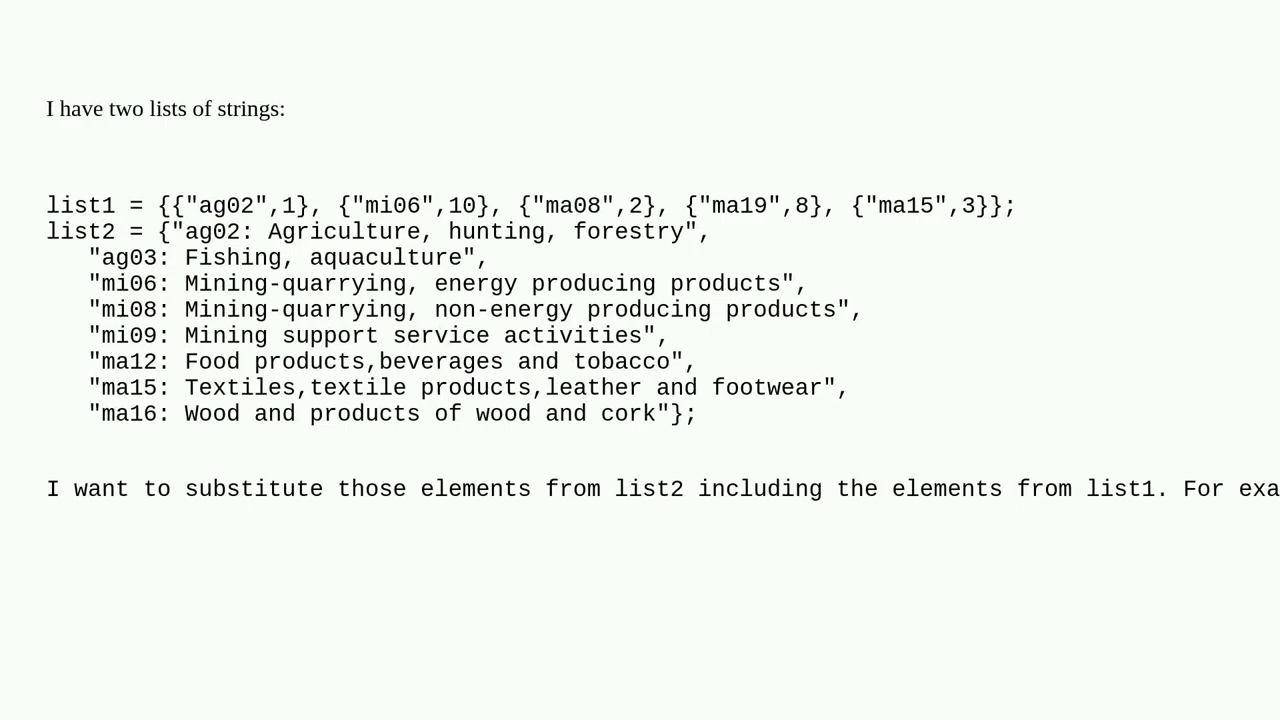 I have two lists of strings:
list1 = {{"ag02",1}, {"mi06",10}, {"ma08",2}, {"ma19",8}, {"ma15",3}};
list2 = {"ag02: Agriculture, hunting, forestry",
"ag03: Fishing, aquaculture",
"mi06: Mining-quarrying, energy producing products",
"mi08: Mining-quarrying, non-energy producing products",
"mi09: Mining support service activities",
"ma12: Food products,beverages and tobacco",
"ma15: Textiles,textile products,leather and footwear",
"ma16: Wood and products of wood and cork"};
I want to substitute those elements from list2 including the elements from list1. For exa